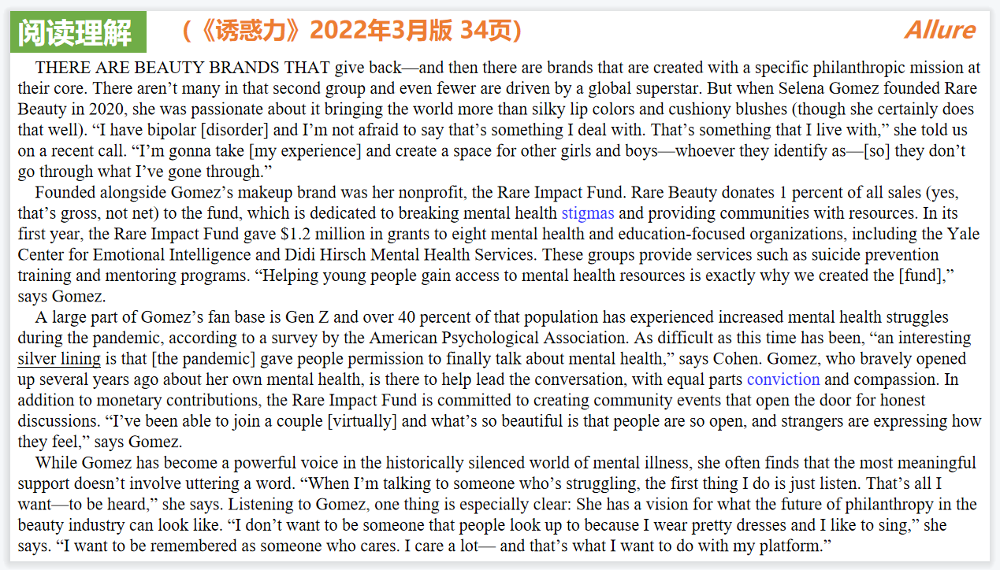 阅读理解 (《诱惑力》2022年3月版 34页) Allure
THERE ARE BEAUTY BRANDS THAT give back—and then there are brands that are created with a specific philanthropic mission at
their core. There aren’t many in that second group and even fewer are driven by a global superstar. But when Selena Gomez founded Rare
Beauty in 2020, she was passionate about it bringing the world more than silky lip colors and cushiony blushes (though she certainly does
that well). “I have bipolar [disorder] and I’m not afraid to say that’s something I deal with. That’s something that I live with,” she told us
on a recent call. “I’m gonna take [my experience] and create a space for other girls and boys—whoever they identify as—[so] they don’t
go through what I’ve gone through.”
Founded alongside Gomez’s makeup brand was her nonprofit, the Rare Impact Fund. Rare Beauty donates 1 percent of all sales (yes,
that’s gross, not net) to the fund, which is dedicated to breaking mental health stigmas and providing communities with resources. In its
first year, the Rare Impact Fund gave $1.2 million in grants to eight mental health and education-focused organizations, including the Yale
Center for Emotional Intelligence and Didi Hirsch Mental Health Services. These groups provide services such as suicide prevention
training and mentoring programs. “Helping young people gain access to mental health resources is exactly why we created the [fund],”
says Gomez.
A large part of Gomez’s fan base is Gen Z and over 40 percent of that population has experienced increased mental health struggles
during the pandemic, according to a survey by the American Psychological Association. As difficult as this time has been, “an interesting
silver lining is that [the pandemic] gave people permission to finally talk about mental health,” says Cohen. Gomez, who bravely opened
up several years ago about her own mental health, is there to help lead the conversation, with equal parts conviction and compassion. In
addition to monetary contributions, the Rare Impact Fund is committed to creating community events that open the door for honest
discussions. “I’ve been able to join a couple [virtually] and what’s so beautiful is that people are so open, and strangers are expressing how
they feel,” says Gomez.
While Gomez has become a powerful voice in the historically silenced world of mental illness, she often finds that the most meaningful
support doesn’t involve uttering a word. “When I’m talking to someone who’s struggling, the first thing I do is just listen. That’s all I
want—to be heard,” she says. Listening to Gomez, one thing is especially clear: She has a vision for what the future of philanthropy in the
beauty industry can look like. “I don’t want to be someone that people look up to because I wear pretty dresses and I like to sing,” she
says. “I want to be remembered as someone who cares. I care a lot— and that’s what I want to do with my platform.”